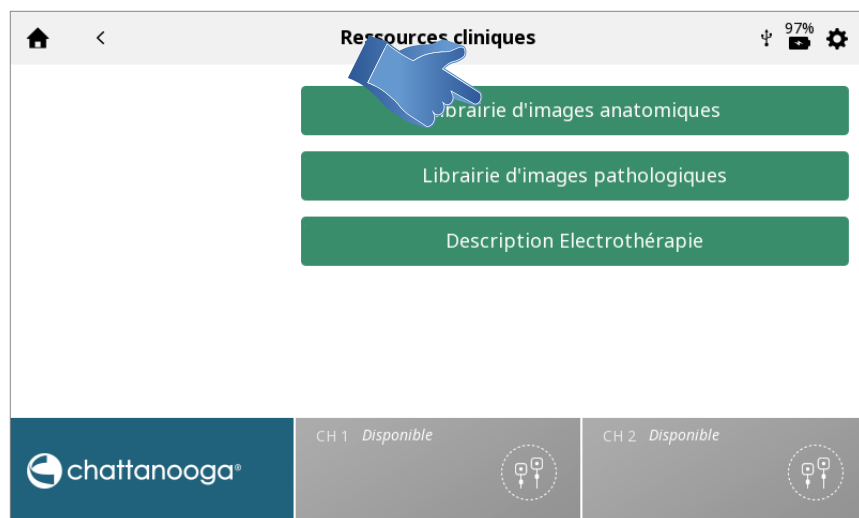 Ressources cliniques
97%
Librairie d'images anatomiques
Librairie d'images pathologiques
Description Electrothérapie
chattanooga®
CH 1 Disponible
CH 2 Disponible